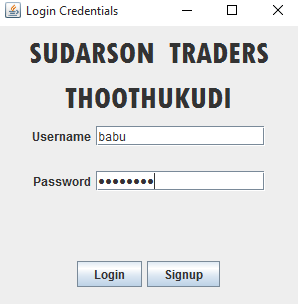 Login Credentials
SUDARSON TRADERS
THOOTHUKUDI
Username babu
Password ••••••••
Login Signup